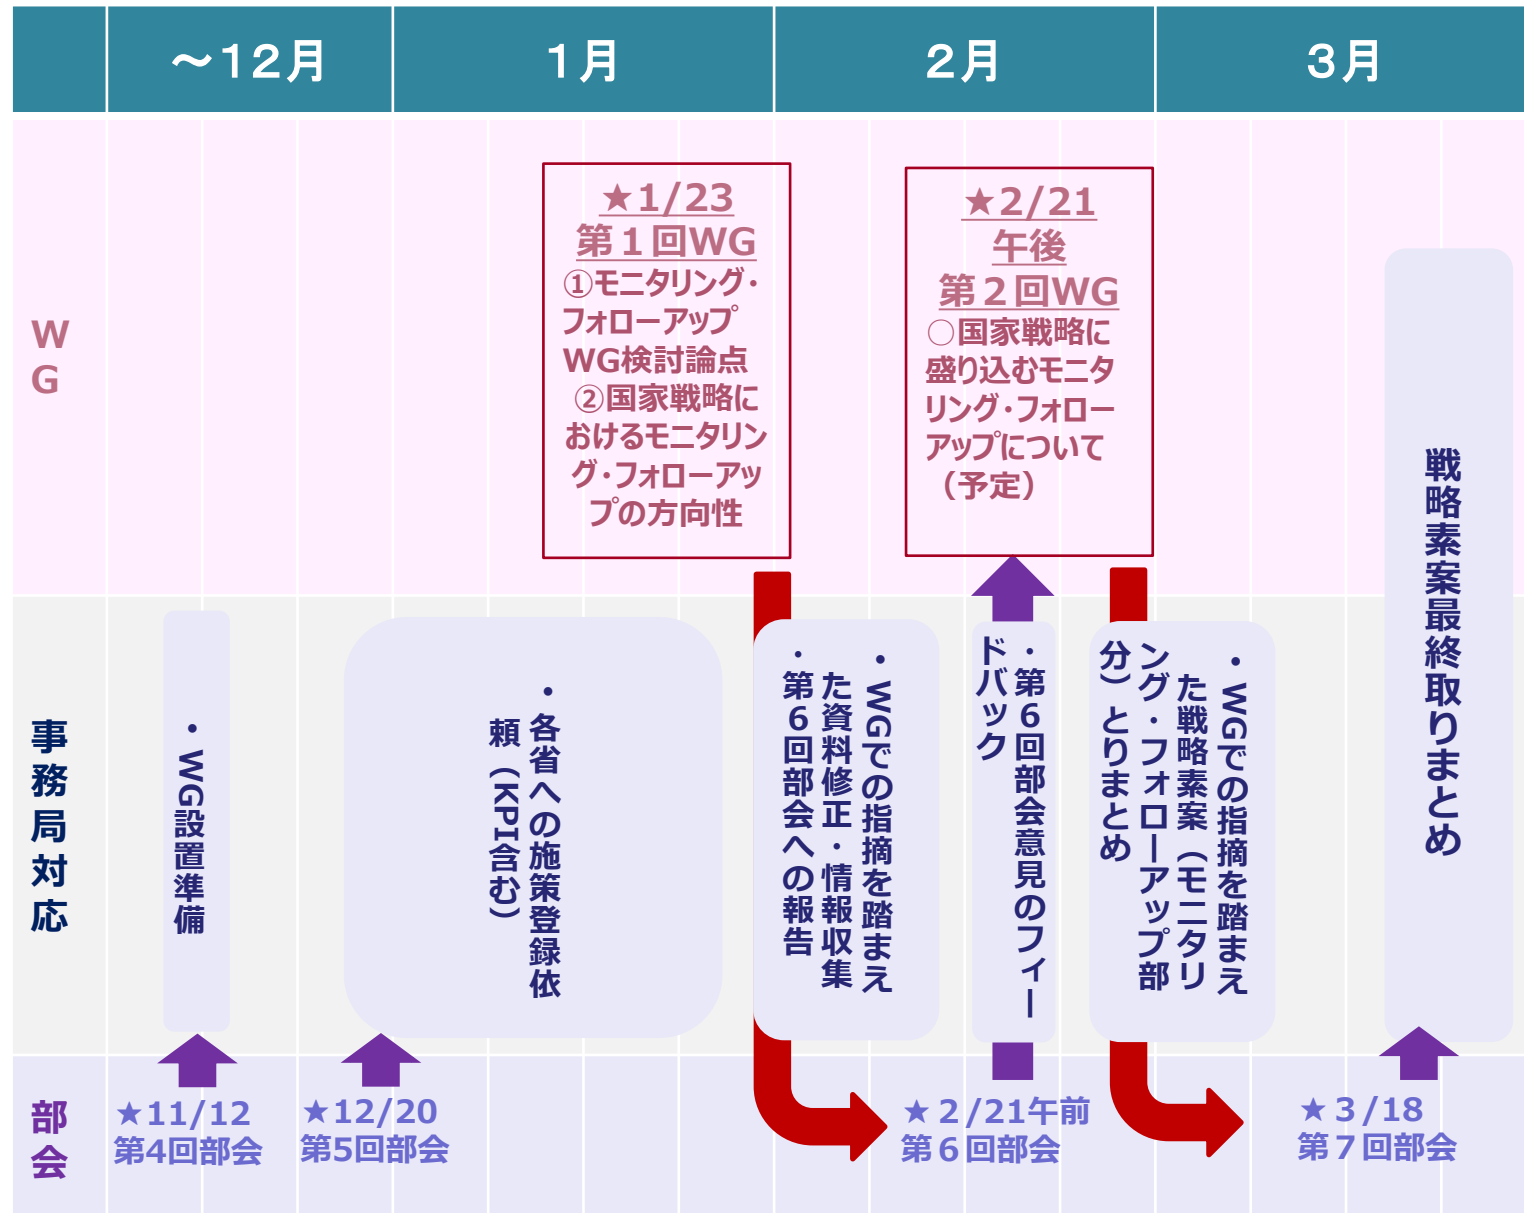 ～12月
1月
2月
3月
W
G
★1/23
第１回WG
①モニタリング・
フォローアップ
WG検討論点
②国家戦略に
おけるモニタリン
グ・フォローアッ
プの方向性
★2/21
午後
第２回WG
○国家戦略に
盛り込むモニタ
リング・フォロー
アップについて
（予定）
事
務
局
対
応
・WG設置準備
・各省への施策登録依
頼（KPI含む）
・WGでの指摘を踏まえ
た資料修正・情報収集
・第６回部会への報告
・第６回部会意見のフィー
ドバック
・WGでの指摘を踏まえ
た戦略素案（モニタリ
ング・フォローアップ部
分）とりまとめ
戦略素案最終取りまとめ
部
会
★11/12
第4回部会
★12/20
第5回部会
★２/21午前
第６回部会
★３/18
第７回部会